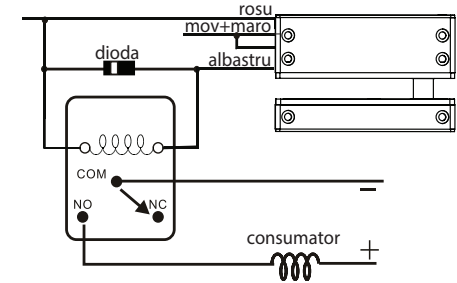 rosu
mov+maro
dioda
albastru
COM
NO
NC
−
consumator
+